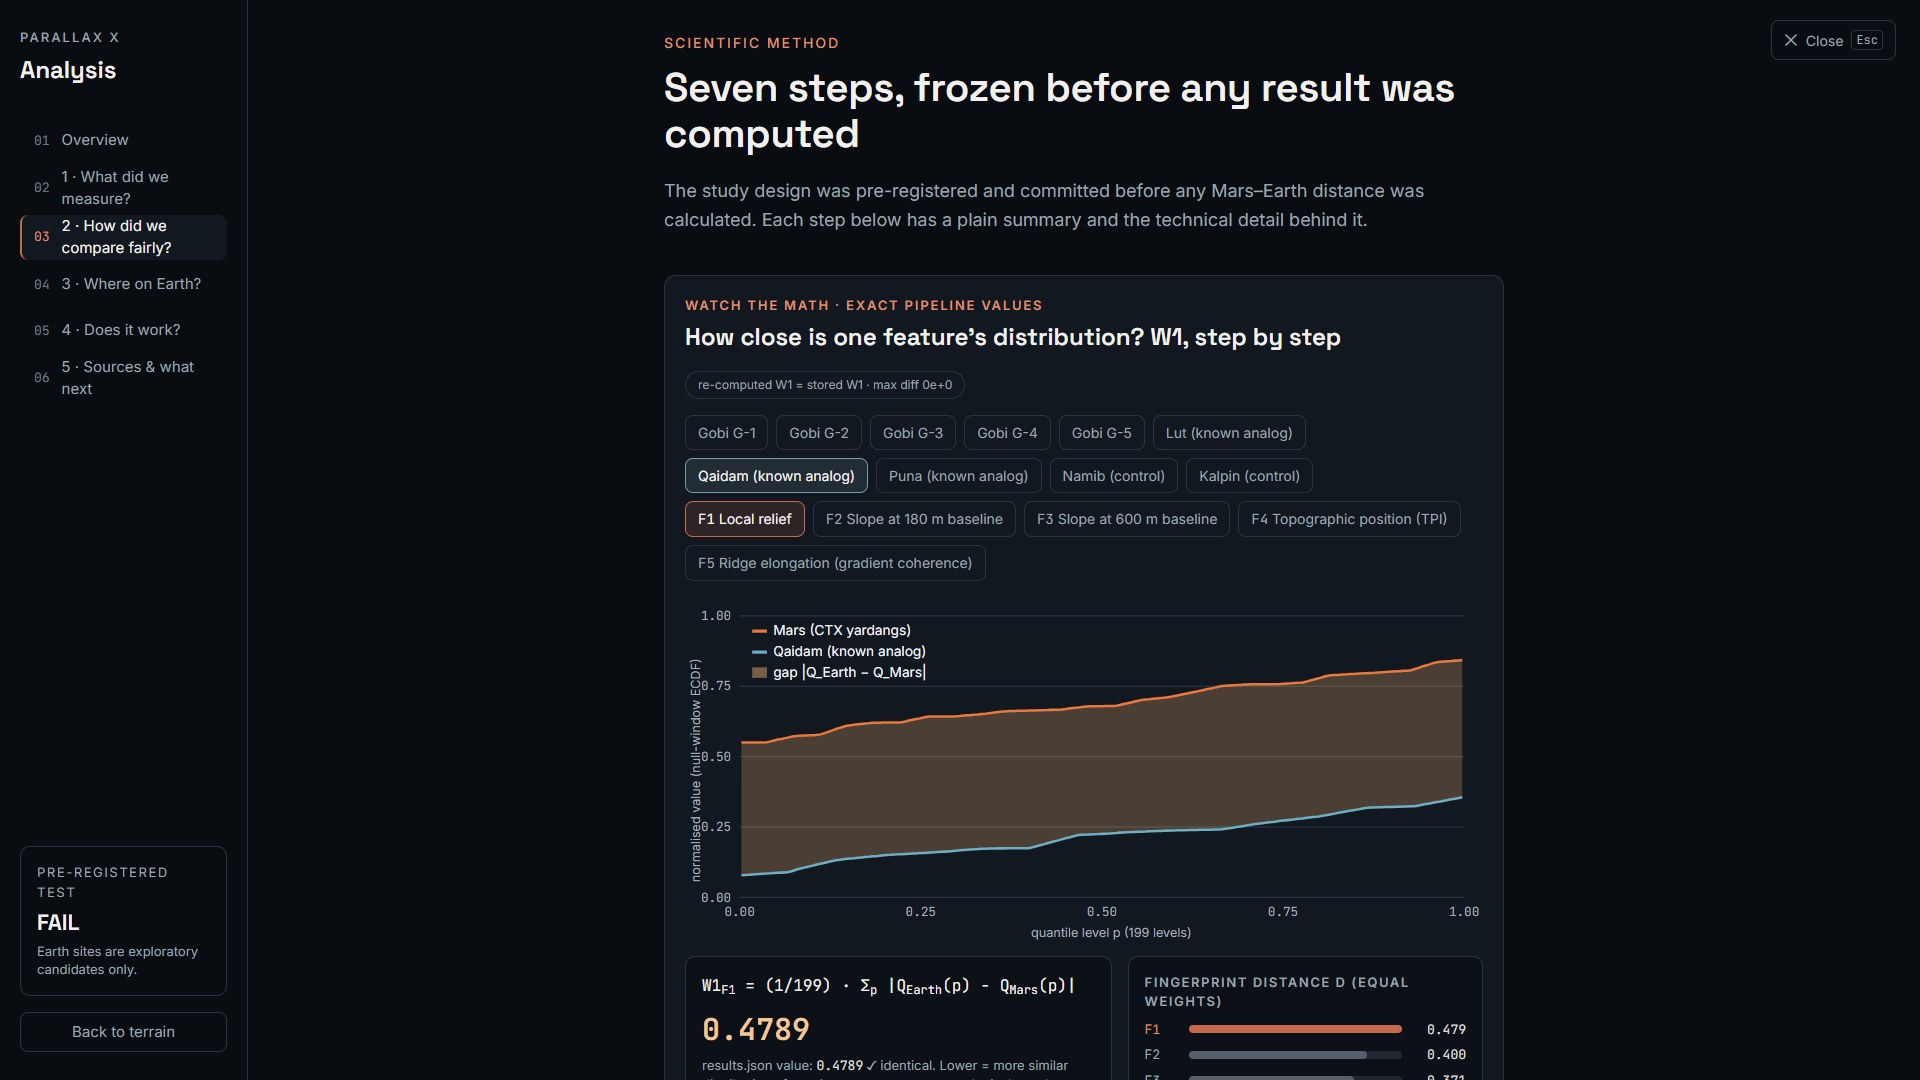 PARALLAX X
Analysis
01 Overview
02 1 · What did we
measure?
03 2 · How did we
compare fairly?
04 3 · Where on Earth?
05 4 · Does it work?
06 5 · Sources & what
next
PRE-REGISTERED
TEST
FAIL
Earth sites are exploratory
candidates only.
Back to terrain
Close Esc
SCIENTIFIC METHOD
Seven steps, frozen before any result was
computed
The study design was pre-registered and committed before any Mars–Earth distance was
calculated. Each step below has a plain summary and the technical detail behind it.
WATCH THE MATH · EXACT PIPELINE VALUES
How close is one feature's distribution? W1, step by step
re-computed W1 = stored W1 · max diff 0e+0
Gobi G-1 Gobi G-2 Gobi G-3 Gobi G-4 Gobi G-5 Lut (known analog)
Qaidam (known analog) Puna (known analog) Namib (control) Kalpin (control)
F1 Local relief F2 Slope at 180 m baseline F3 Slope at 600 m baseline F4 Topographic position (TPI)
F5 Ridge elongation (gradient coherence)
normalised value (null-window ECDF)
1.00
0.75
0.50
0.25
0.00
Mars (CTX yardangs)
Qaidam (known analog)
gap |Q_Earth − Q_Mars|
0.00 0.25 0.50 0.75 1.00
quantile level p (199 levels)
W1F1 = (1/199) · Σp |QEarth(p) - QMars(p)|
0.4789
results.json value: 0.4789 ✓ identical. Lower = more similar
FINGERPRINT DISTANCE D (EQUAL
WEIGHTS)
F1 0.479
F2 0.400
F3 0.371